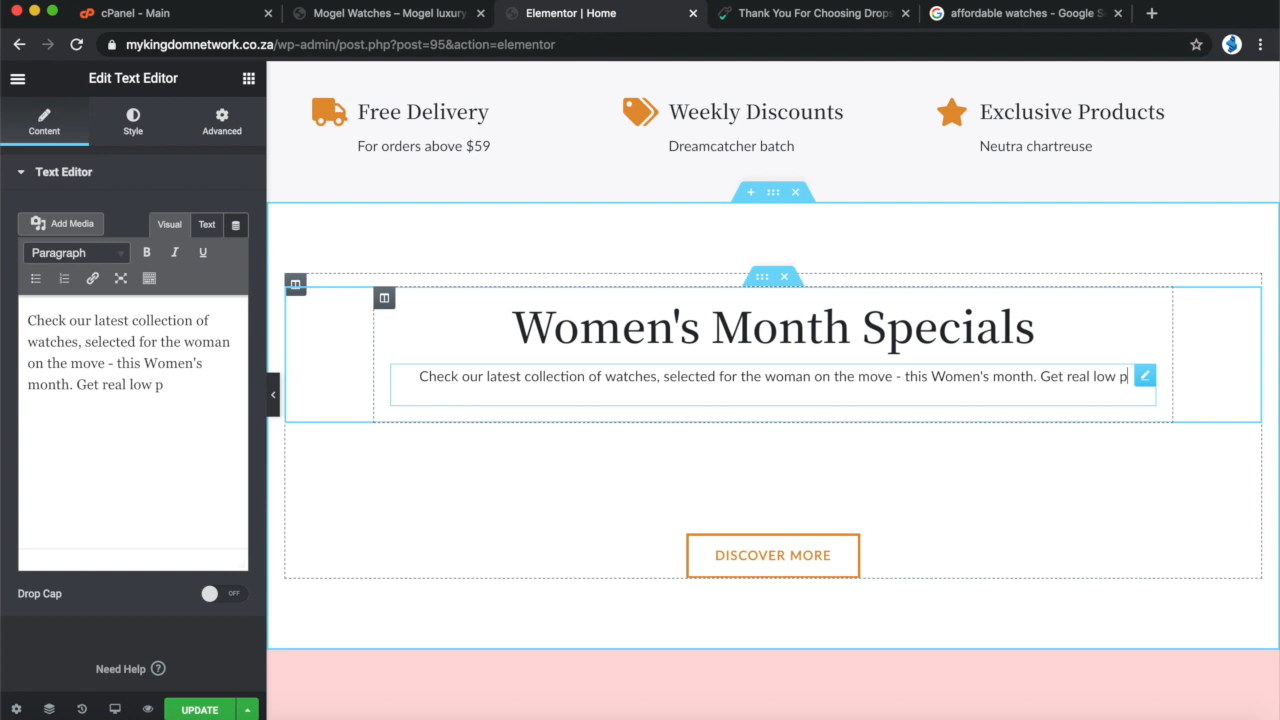 cPanel - Main
Mogel Watches – Mogel luxury
Elementor | Home
Thank You For Choosing Drops
affordable watches - Google S
mykingdomnetwork.co.za/wp-admin/post.php?post=95&action=elementor
Edit Text Editor
Content
Style
Advanced
Text Editor
Add Media
Visual
Text
Paragraph
B
I
U
Check our latest collection of
watches, selected for the woman
on the move - this Women's
month. Get real low p
Drop Cap
OFF
Need Help ?
UPDATE
Free Delivery
For orders above $59
Weekly Discounts
Dreamcatcher batch
Exclusive Products
Neutra chartreuse
Women's Month Specials
Check our latest collection of watches, selected for the woman on the move - this Women's month. Get real low p
DISCOVER MORE